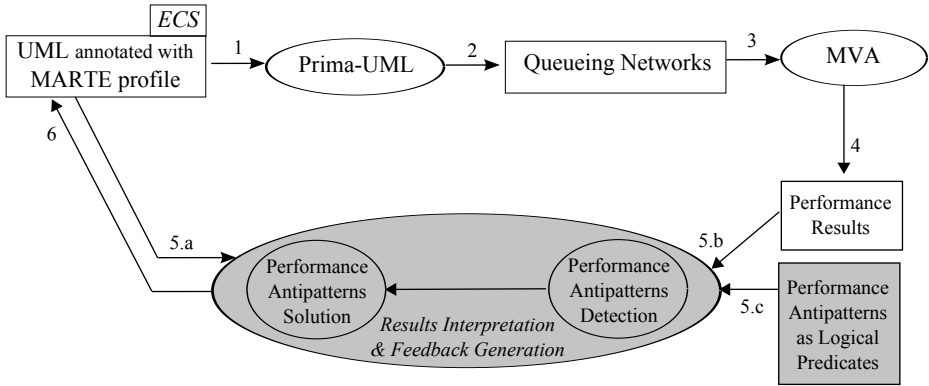 ECS
UML annotated with
MARTE profile
1
Prima-UML
2
Queueing Networks
3
MVA
4
6
Performance
Results
5.a
5.b
5.c
Performance
Antipatterns
Solution
Performance
Antipatterns
Detection
Results Interpretation
& Feedback Generation
Performance
Antipatterns
as Logical
Predicates